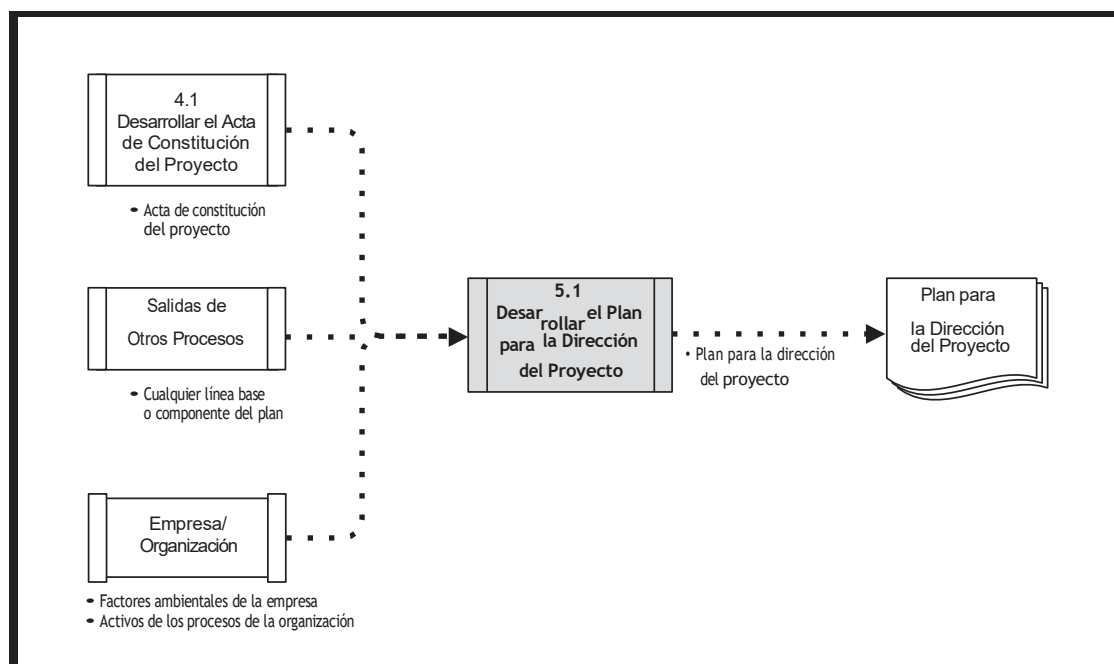 4.1
Desarrollar el Acta
de Constitución
del Proyecto
• Acta de constitución
del proyecto
Salidas de
Otros Procesos
• Cualquier línea base
o componente del plan
Empresa/
Organización
• Factores ambientales de la empresa
• Activos de los procesos de la organización
5.1
Desarrollar el Plan
para la Dirección
del Proyecto
• Plan para la dirección
del proyecto
Plan para
la Dirección
del Proyecto